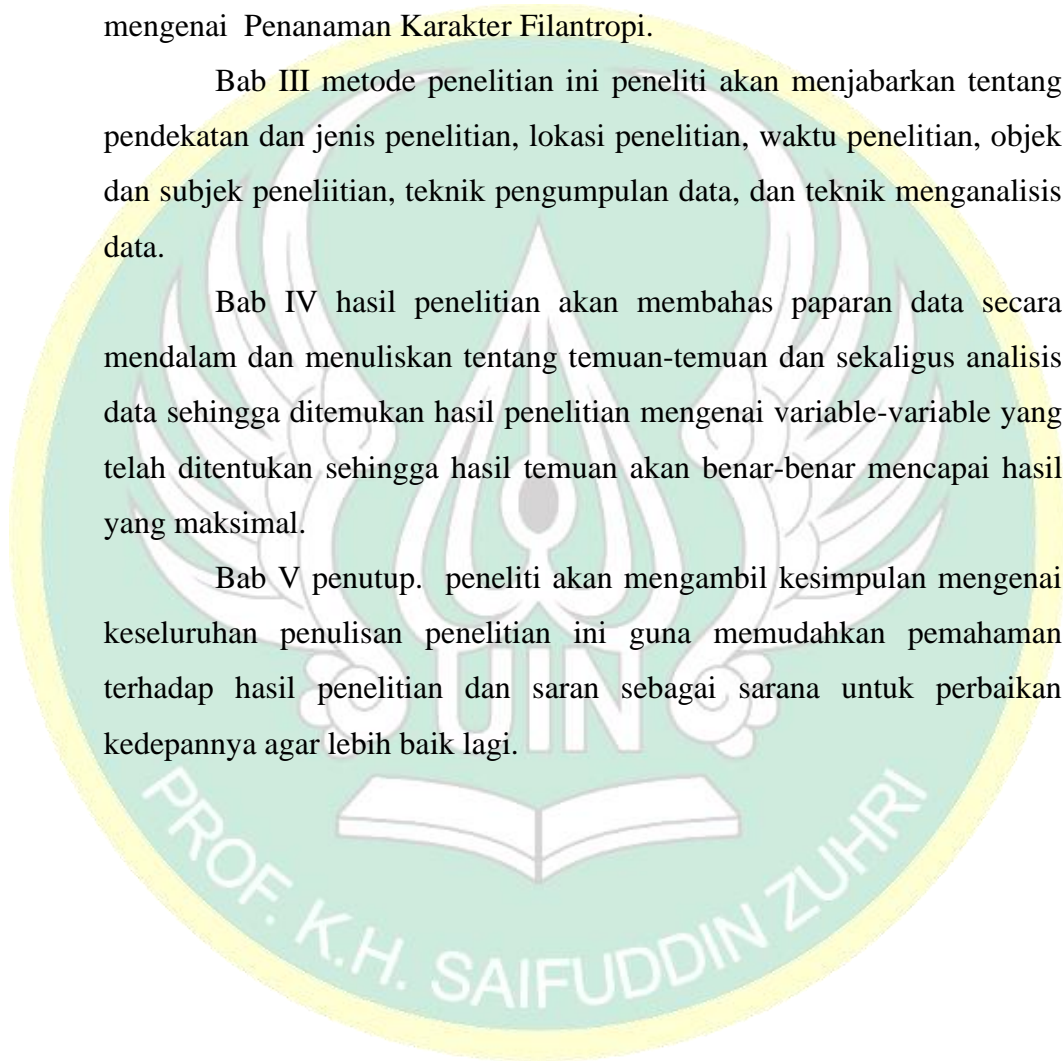 mengenai Penanaman Karakter Filantropi.
Bab III metode penelitian ini peneliti akan menjabarkan tentang
pendekatan dan jenis penelitian, lokasi penelitian, waktu penelitian, objek
dan subjek peneliitian, teknik pengumpulan data, dan teknik menganalisis
data.
Bab IV hasil penelitian akan membahas paparan data secara
mendalam dan menuliskan tentang temuan-temuan dan sekaligus analisis
data sehingga ditemukan hasil penelitian mengenai variable-variable yang
telah ditentukan sehingga hasil temuan akan benar-benar mencapai hasil
yang maksimal.
Bab V penutup. peneliti akan mengambil kesimpulan mengenai
keseluruhan penulisan penelitian ini guna memudahkan pemahaman
terhadap hasil penelitian dan saran sebagai sarana untuk perbaikan
kedepannya agar lebih baik lagi.
UIN
PROF. K.H. SAIFUDDIN ZUHRI